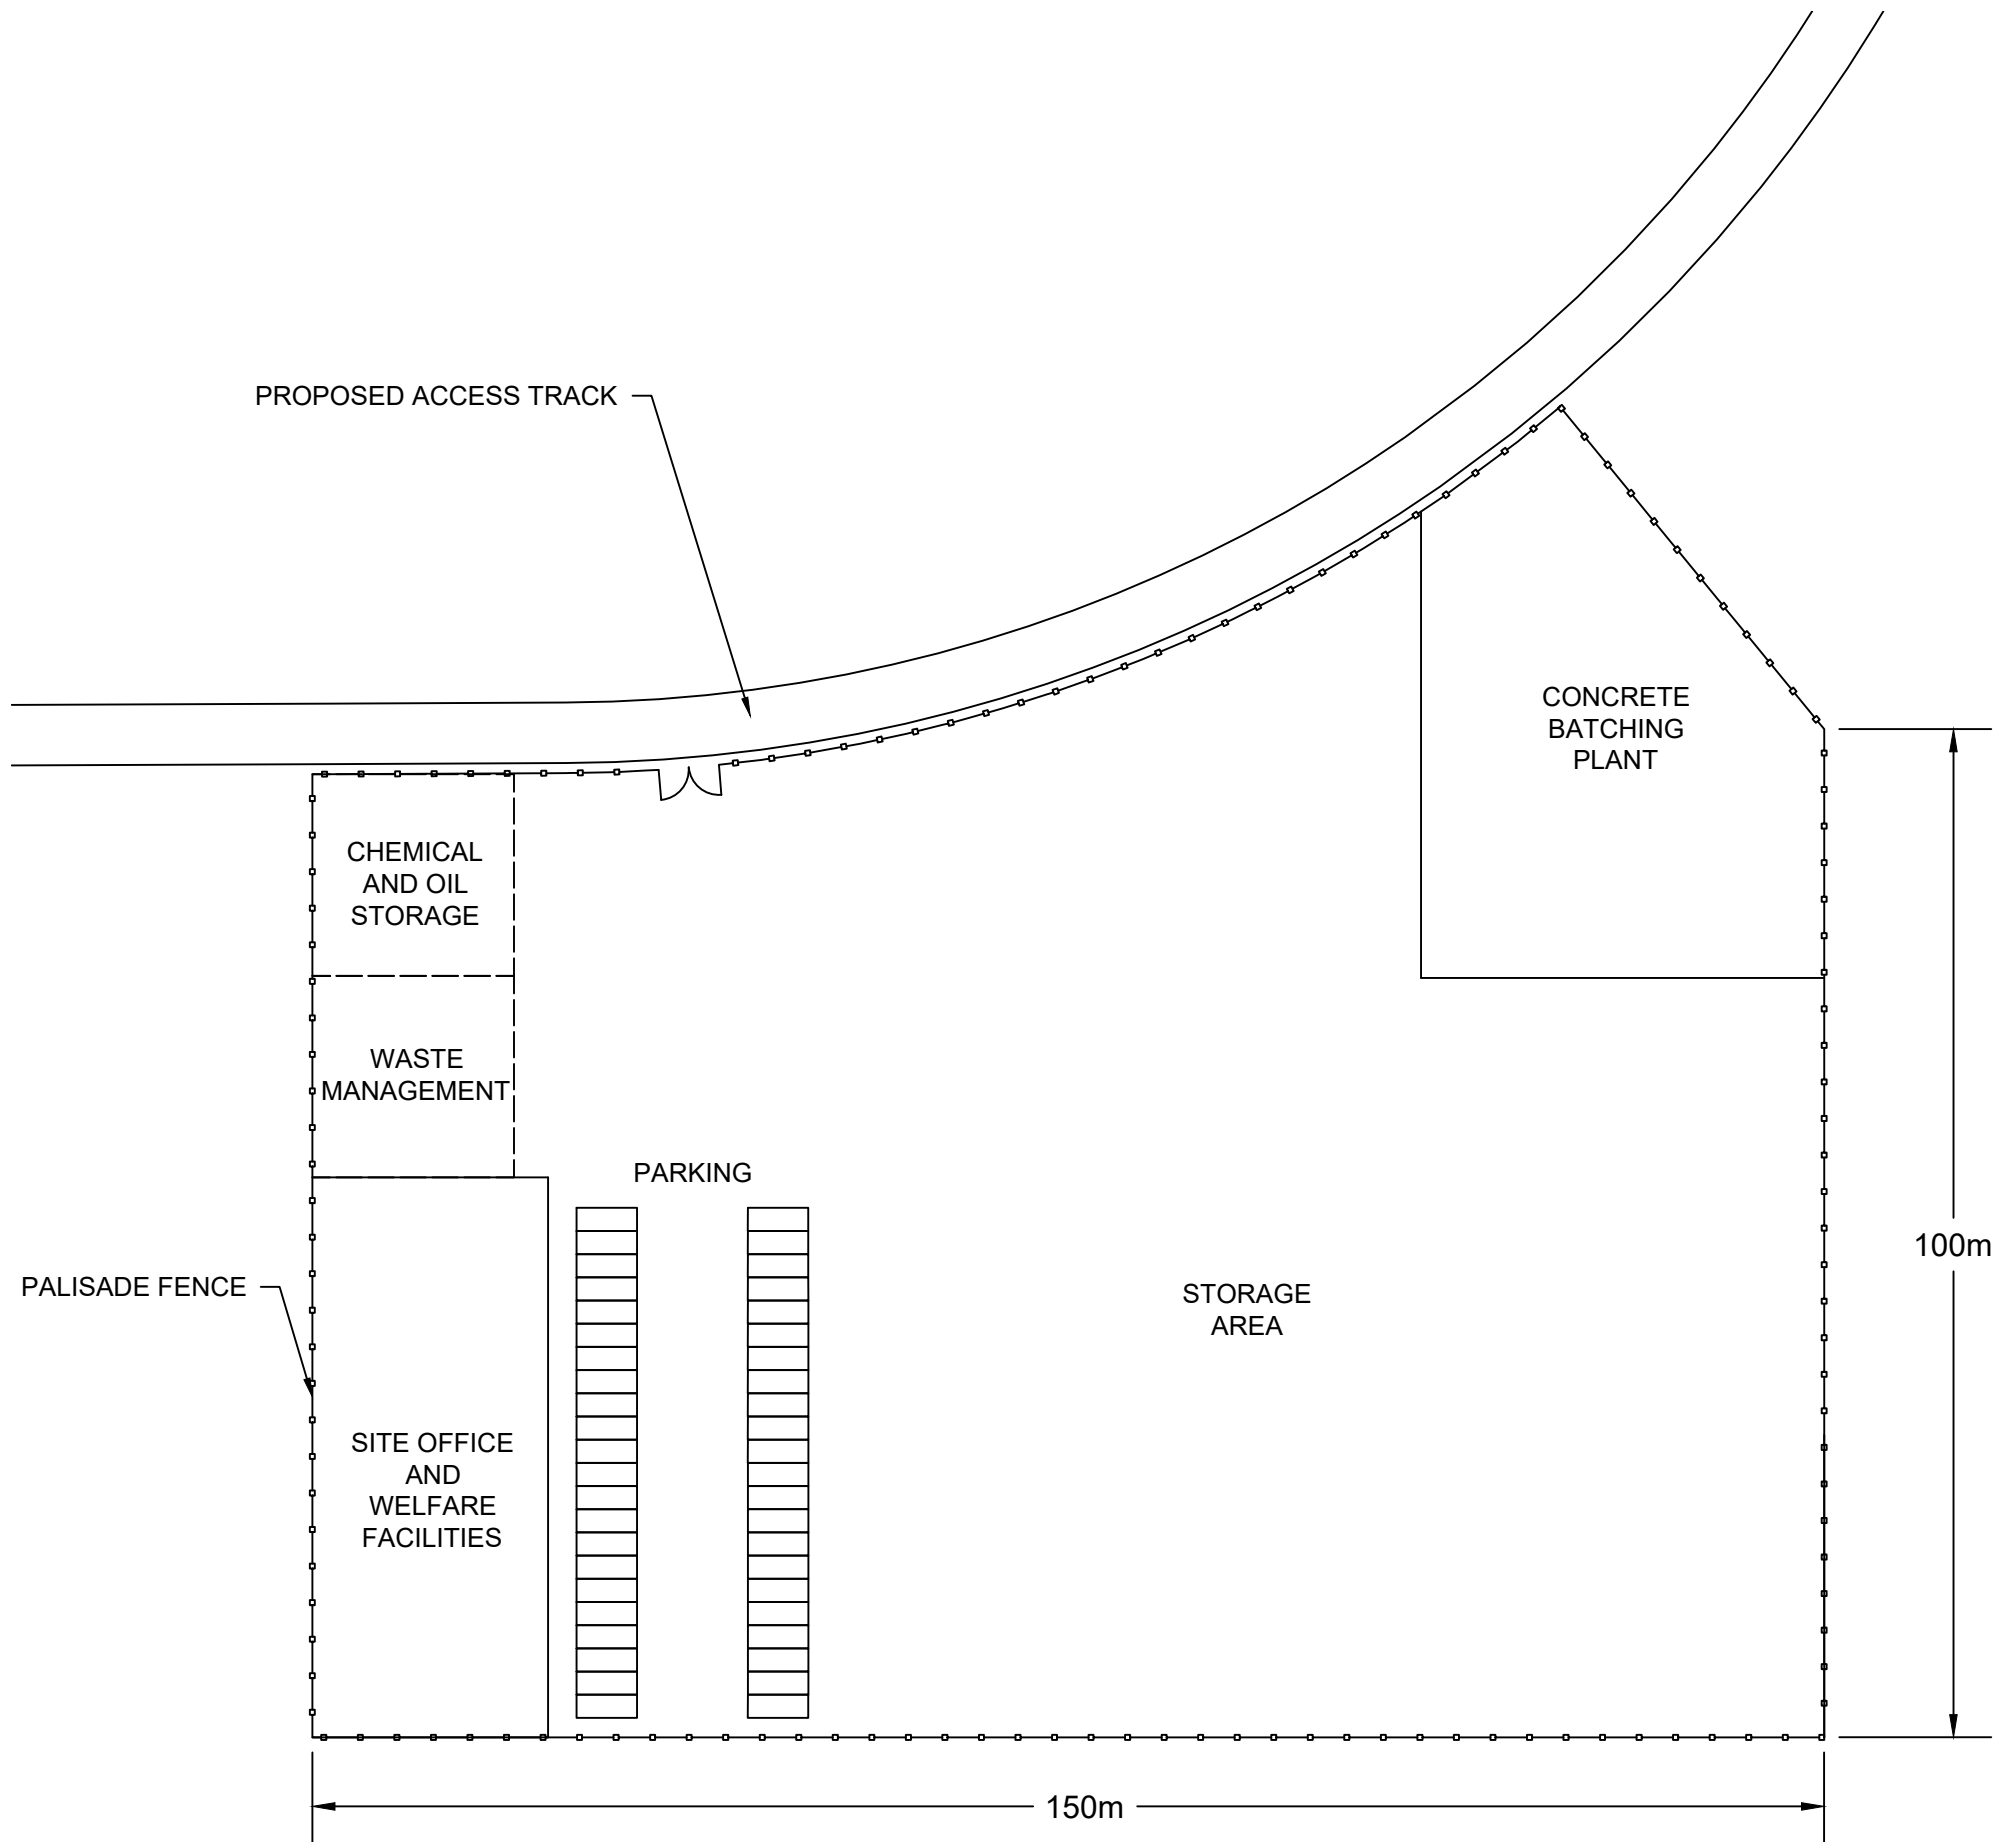 PROPOSED ACCESS TRACK
CONCRETE
BATCHING
PLANT
CHEMICAL
AND OIL
STORAGE
WASTE
MANAGEMENT
PARKING
100m
PALISADE FENCE
STORAGE
AREA
SITE OFFICE
AND
WELFARE
FACILITIES
150m